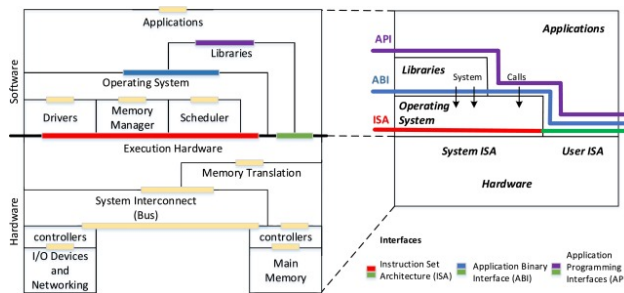 Applications
Libraries
Operating System
Drivers
Memory
Manager
Scheduler
Software
Execution Hardware
Memory Translation
System Interconnect
(Bus)
Hardware
controllers
controllers
I/O Devices
and
Networking
Main
Memory
API
Applications
Libraries
System
Calls
ABI
Operating
System
ISA
System ISA
User ISA
Hardware
Interfaces
Instruction Set
Architecture (ISA)
Application Binary
Interface (ABI)
Application
Programming
Interfaces (AP